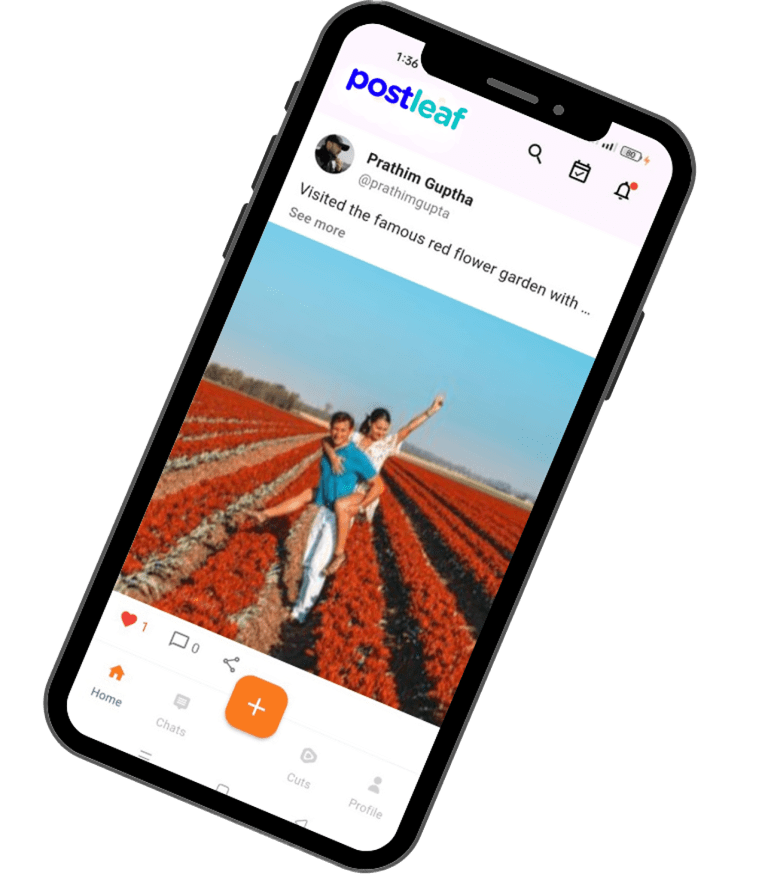 1:36
80
postleaf
Prathim Guptha
@prathimgupta
Visited the famous red flower garden with ...
See more
1
0
Home
Chats
Cuts
Profile